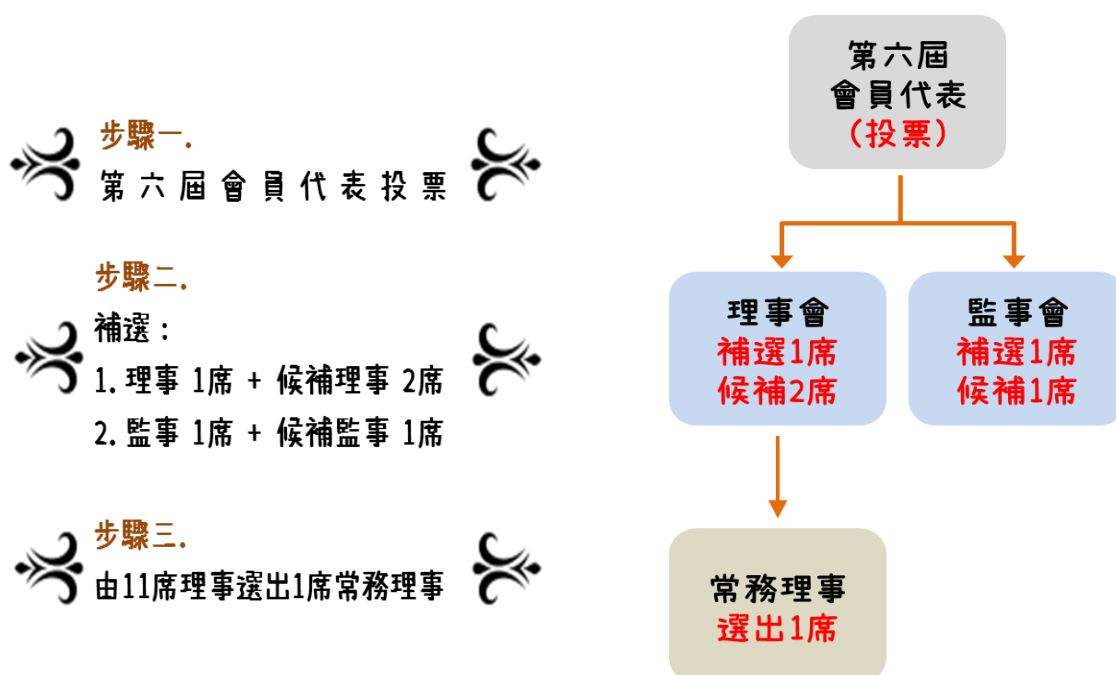 步驟一.
第六屆會員代表投票
步驟二.
補選：
1. 理事 1席 + 候補理事 2席
2. 監事 1席 + 候補監事 1席
步驟三.
由11席理事選出1席常務理事
第六屆
會員代表
(投票)
理事會
補選1席
候補2席
監事會
補選1席
候補1席
常務理事
選出1席